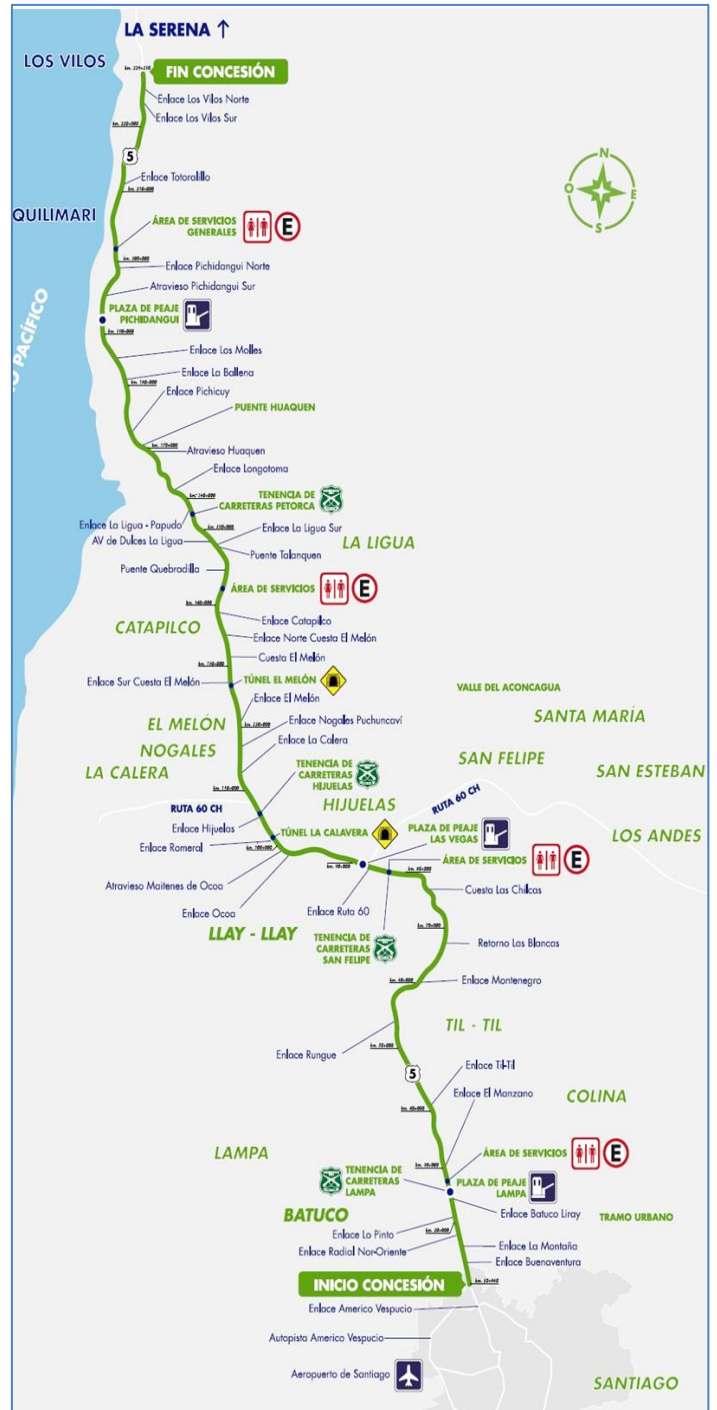 LA SERENA ↑
LOS VILOS
FIN CONCESIÓN
Enlace Los Vilos Norte
Enlace Los Vilos Sur
5
Enlace Totoralillo
QUILIMARI
ÁREA DE SERVICIOS
GENERALES
E
Enlace Pichidangui Norte
Atravieso Pichidangui Sur
PLAZA DE PEAJE
PICHIDANGUI
PACÍFICO
Enlace Los Molles
Enlace La Ballena
Enlace Pichicuy
PUENTE HUAQUEN
Atravieso Huaquen
Enlace Longotoma
TENENCIA DE
CARRETERAS PETORCA
Enlace La Ligua - Papudo
AV de Dulces La Ligua
Enlace La Ligua Sur
LA LIGUA
Puente Talanquen
Puente Quebradilla
ÁREA DE SERVICIOS
E
Enlace Catapilco
CATAPILCO
Enlace Norte Cuesta El Melón
Cuesta El Melón
Enlace Sur Cuesta El Melón
TÚNEL EL MELÓN
VALLE DEL ACONCAGUA
Enlace El Melón
SANTA MARÍA
EL MELÓN
Enlace Nogales Puchuncaví
NOGALES
Enlace La Calera
SAN FELIPE
LA CALERA
SAN ESTEBAN
TENENCIA DE
CARRETERAS
HIJUELAS
HIJUELAS
RUTA 60 CH
RUTA 60 CH
Enlace Hijuelas
TÚNEL LA CALAVERA
PLAZA DE PEAJE
LAS VEGAS
LOS ANDES
Enlace Romeral
ÁREA DE SERVICIOS
E
Atravieso Maitenes de Ocoa
Cuesta Las Chilcas
Enlace Ocoa
Enlace Ruta 60
LLAY - LLAY
TENENCIA DE
CARRETERAS
SAN FELIPE
Retorno Las Blancas
Enlace Montenegro
TIL - TIL
Enlace Rungue
5
Enlace Til-Til
Enlace El Manzano
COLINA
LAMPA
ÁREA DE SERVICIOS
E
TENENCIA DE
CARRETERAS
LAMPA
PLAZA DE PEAJE
LAMPA
BATUCO
Enlace Batuco Liray
TRAMO URBANO
Enlace Lo Pinto
Enlace Radial Nor-Oriente
Enlace La Montaña
Enlace Buenaventura
INICIO CONCESIÓN
Enlace Americo Vespucio
Autopista Americo Vespucio
Aeropuerto de Santiago
SANTIAGO
N
O
E
S